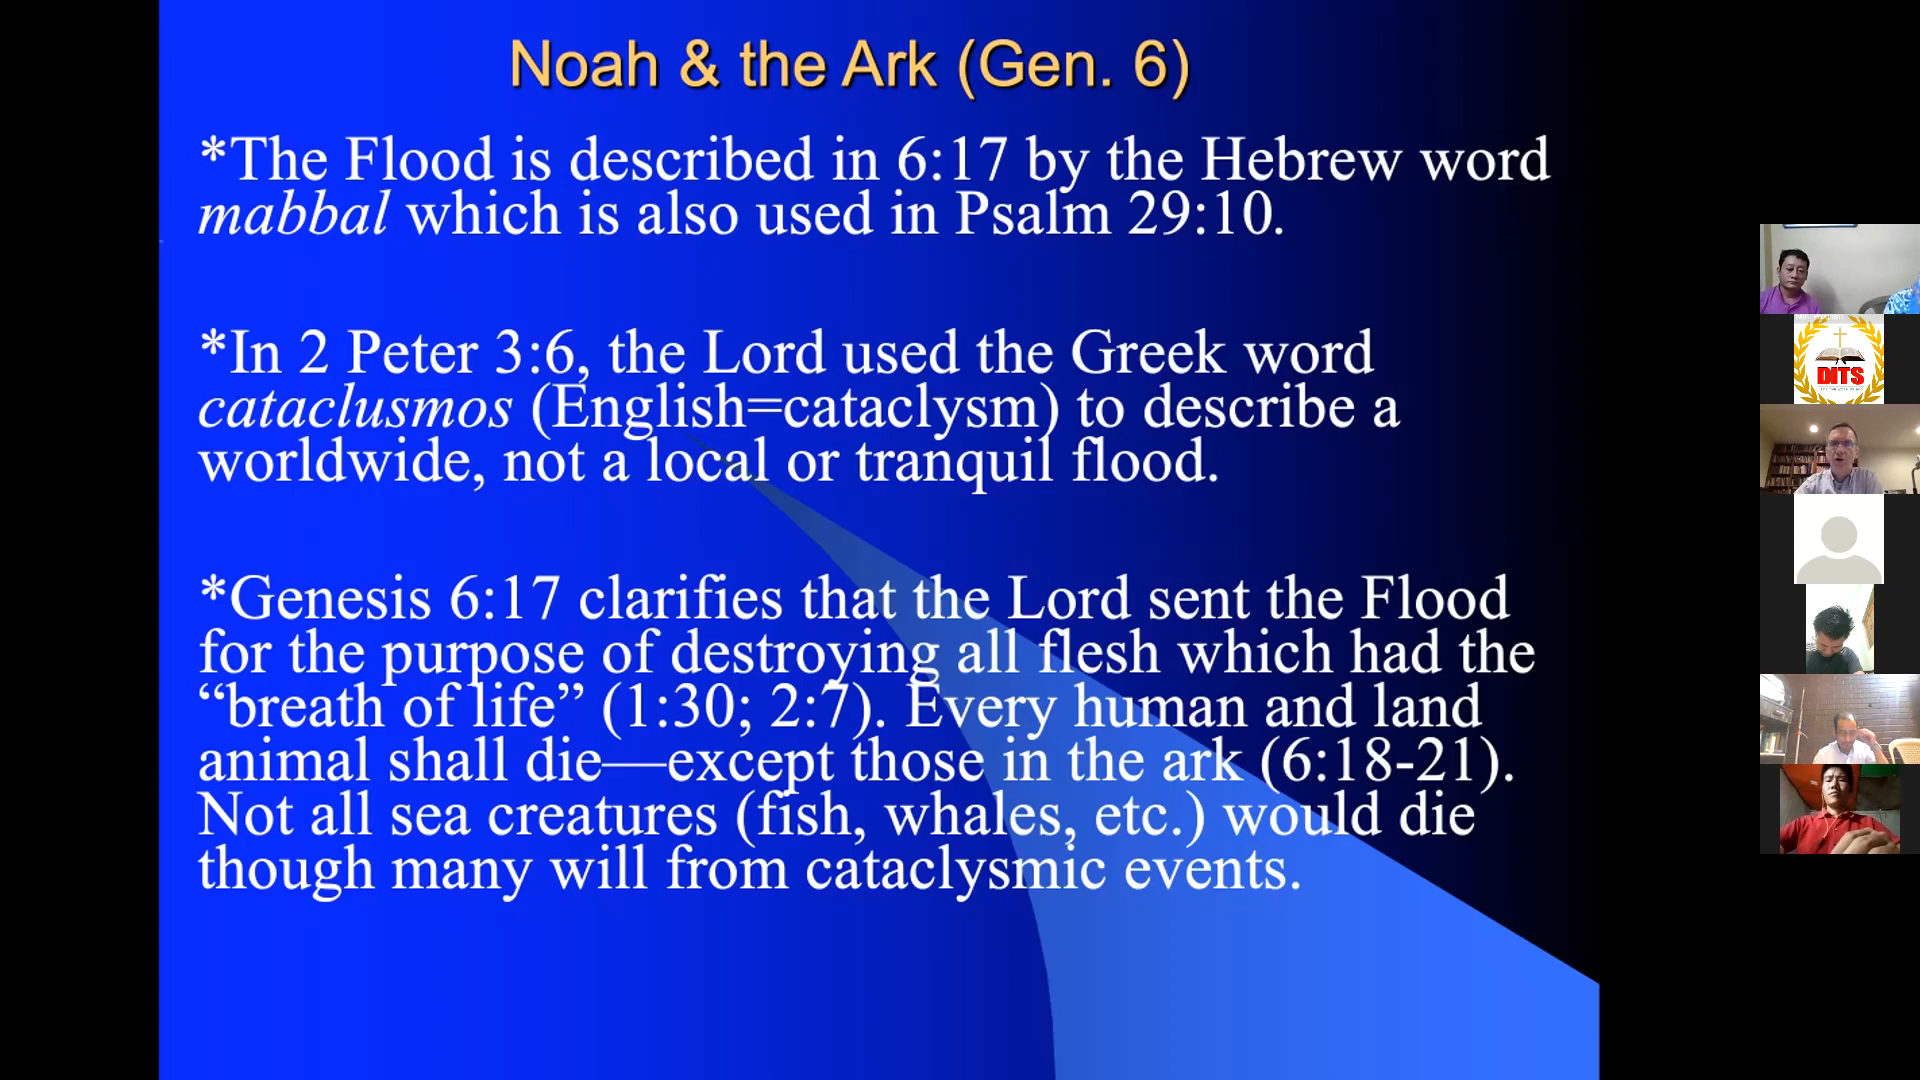 Noah & the Ark (Gen. 6)
*The Flood is described in 6:17 by the Hebrew word
mabbal which is also used in Psalm 29:10.
*In 2 Peter 3:6, the Lord used the Greek word
cataclusmos (English=cataclysm) to describe a
worldwide, not a local or tranquil flood.
*Genesis 6:17 clarifies that the Lord sent the Flood
for the purpose of destroying all flesh which had the
“breath of life” (1:30; 2:7). Every human and land
animal shall die—except those in the ark (6:18-21).
Not all sea creatures (fish, whales, etc.) would die
though many will from cataclysmic events.
DITS